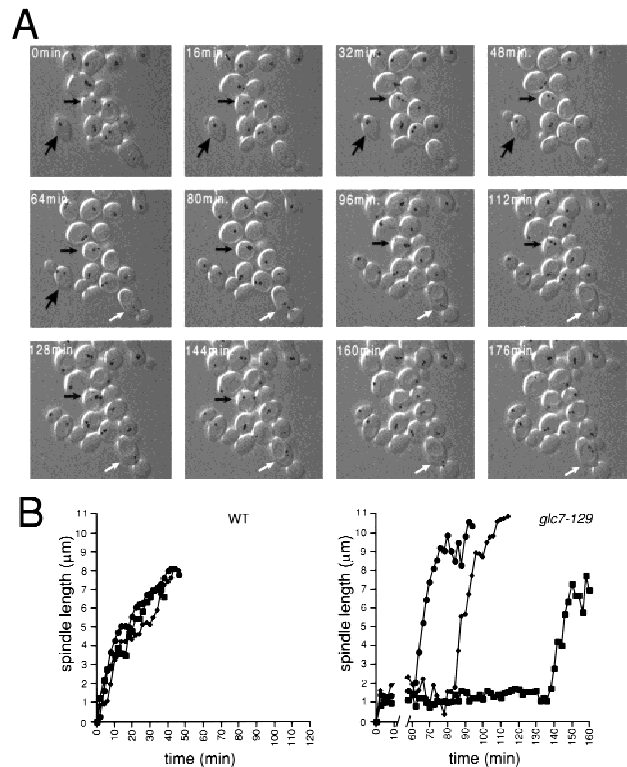 A
0min.
16min.
32min.
48min.
64min.
80min.
96min.
112min.
128min.
144min.
160min.
176min.
B
WT
spindle length (μm)
11
10
9
8
7
6
5
4
3
2
1
0
0 10 20 30 40 50 60 70 80 90 100 110 120
time (min)
glc7-129
spindle length (μm)
11
10
9
8
7
6
5
4
3
2
1
0
0 10 60 70 80 90 100 110 120 130 140 150 160
time (min)